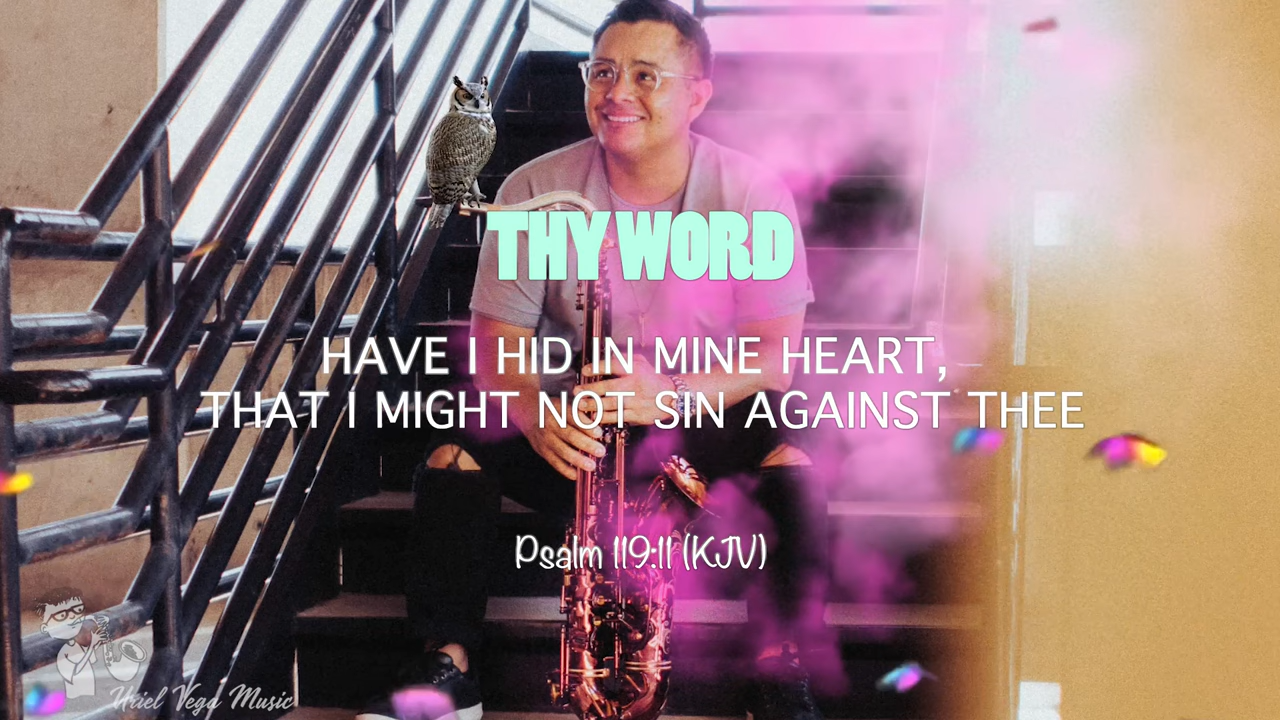 THY WORD
HAVE I HID IN MINE HEART,
THAT I MIGHT NOT SIN AGAINST THEE
Psalm 119:11 (KJV)
Uriel Vega Music